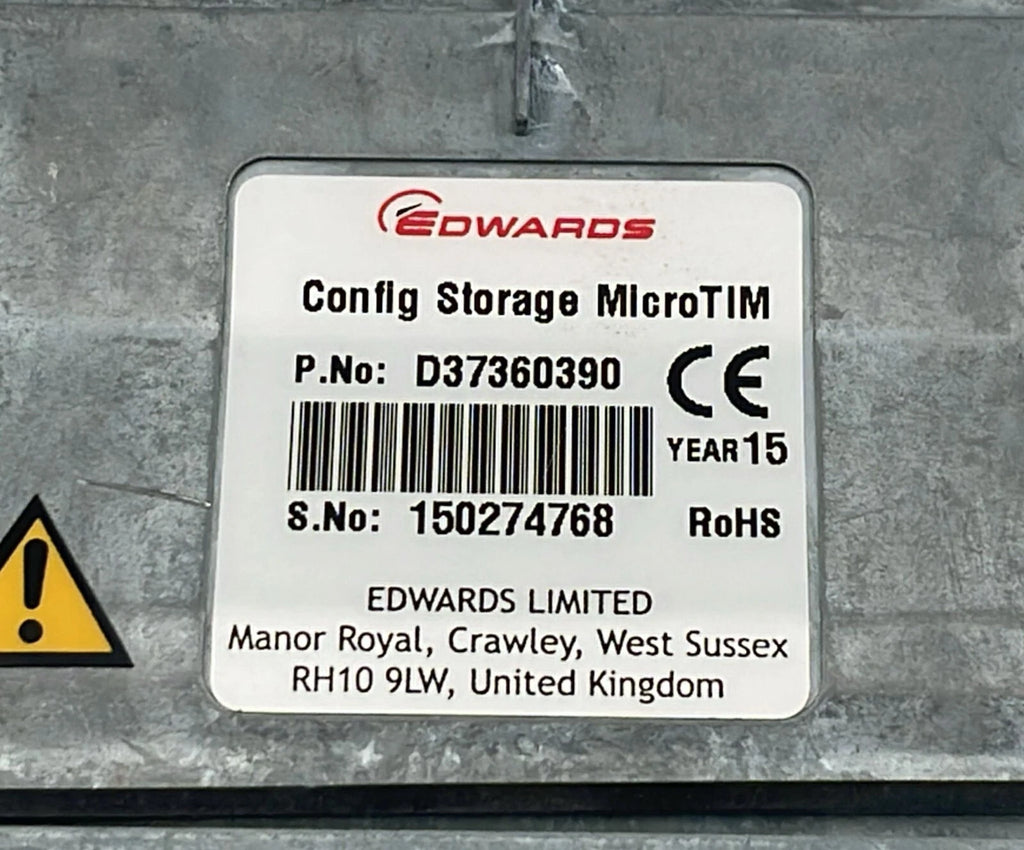 EDWARDS
Config Storage MicroTIM
P.No: D37360390
CE
YEAR 15
S.No: 150274768
RoHS
EDWARDS LIMITED
Manor Royal, Crawley, West Sussex
RH10 9LW, United Kingdom